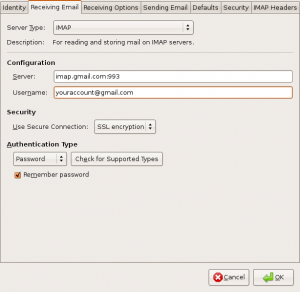 Identity Receiving Email Receiving Options Sending Email Defaults Security IMAP Headers
Server Type: IMAP
Description: For reading and storing mail on IMAP servers.
Configuration
Server: imap.gmail.com:993
Username: youraccount@gmail.com
Security
Use Secure Connection: SSL encryption
Authentication Type
Password Check for Supported Types
Remember password
Cancel OK